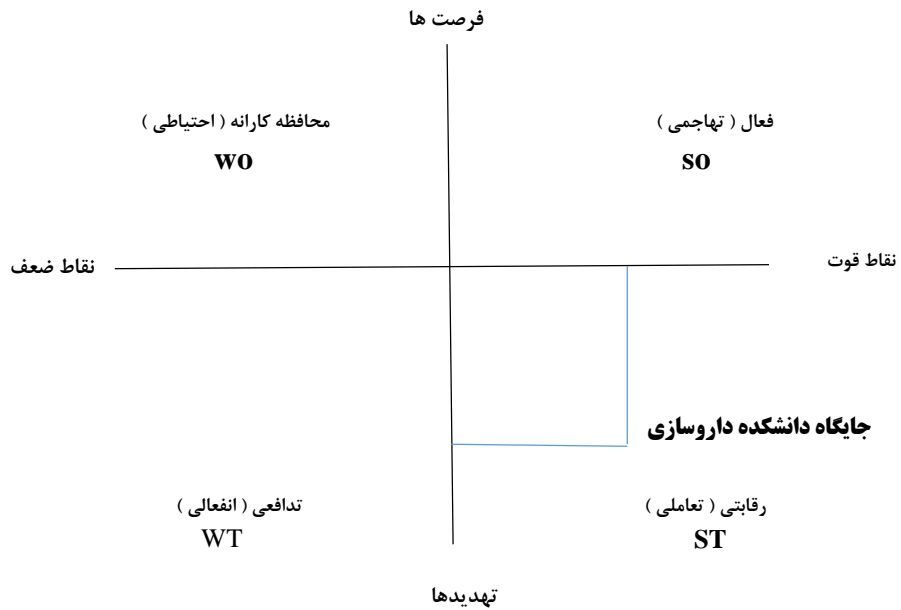 فرصت ها
فعال ( تهاجمی )
SO
محافظه کارانه ( احتیاطی )
WO
نقاط قوت
نقاط ضعف
جایگاه دانشکده داروسازی
رقابتی ( تعاملی )
ST
تدافعی ( انفعالی )
WT
تهدیدها